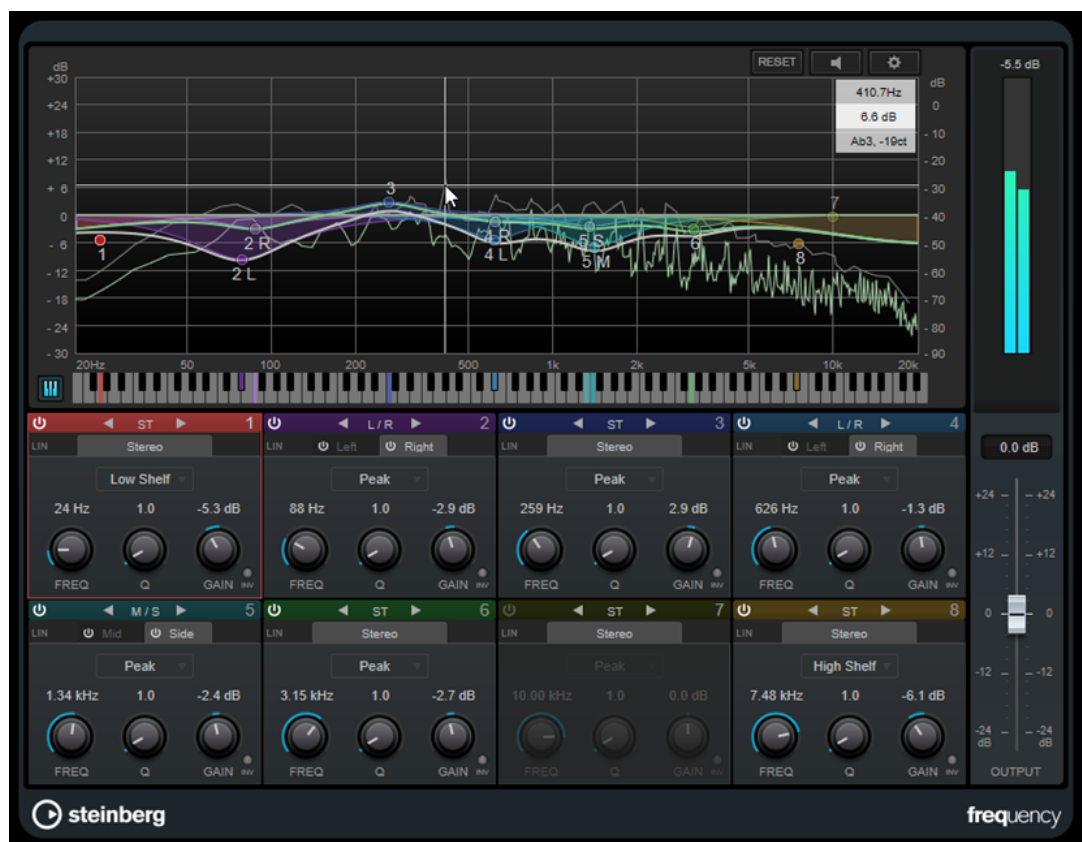 RESET
-5.5 dB
dB
dB
410.7Hz
6.6 dB
Ab3, -19ct
+30
+24
+18
+12
+ 6
0
- 6
- 12
- 18
- 24
- 30
0
- 10
- 20
- 30
- 40
- 50
- 60
- 70
- 80
- 90
1
2 R
2 L
3
4 R
4 L
5 S
5 M
6
7
8
20Hz 50 100 200 500 1k 2k 5k 10k 20k
ST 1
LIN Stereo
Low Shelf
24 Hz 1.0 -5.3 dB
FREQ Q GAIN INV
L/R 2
LIN Left Right
Peak
88 Hz 1.0 -2.9 dB
FREQ Q GAIN INV
ST 3
LIN Stereo
Peak
259 Hz 1.0 2.9 dB
FREQ Q GAIN INV
L/R 4
LIN Left Right
Peak
626 Hz 1.0 -1.3 dB
FREQ Q GAIN INV
M/S 5
LIN Mid Side
Peak
1.34 kHz 1.0 -2.4 dB
FREQ Q GAIN INV
ST 6
LIN Stereo
Peak
3.15 kHz 1.0 -2.7 dB
FREQ Q GAIN INV
ST 7
LIN Stereo
Peak
10.00 kHz 1.0 0.0 dB
FREQ Q GAIN INV
ST 8
LIN Stereo
High Shelf
7.48 kHz 1.0 -6.1 dB
FREQ Q GAIN INV
0.0 dB
+24 +24
+12 +12
0 0
-12 -12
-24 -24
dB dB
OUTPUT
steinberg
frequency